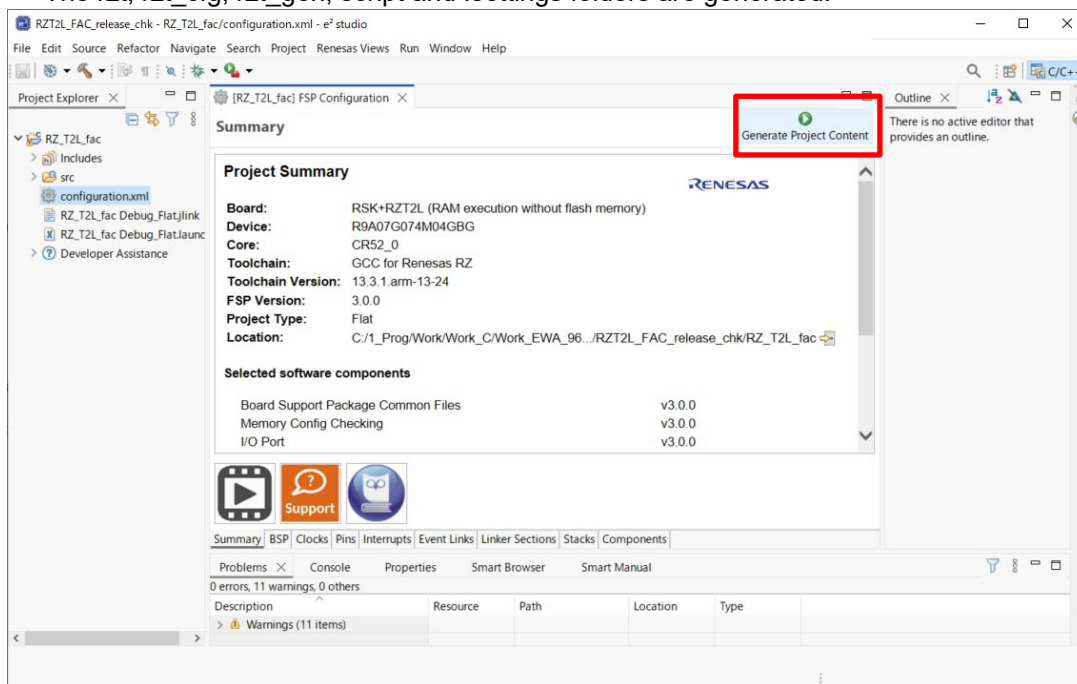 RZT2L_FAC_release_chk - RZ_T2L_fac/configuration.xml - e² studio
File Edit Source Refactor Navigate Search Project Renesas Views Run Window Help
C/C++
Project Explorer
[RZ_T2L_fac] FSP Configuration
Outline
RZ_T2L_fac
Includes
src
configuration.xml
RZ_T2L_fac Debug_Flat.jlink
RZ_T2L_fac Debug_Flat.launc
Developer Assistance
Summary
Generate Project Content
There is no active editor that
provides an outline.
Project Summary
RENESAS
Board: RSK+RZT2L (RAM execution without flash memory)
Device: R9A07G074M04GBG
Core: CR52_0
Toolchain: GCC for Renesas RZ
Toolchain Version: 13.3.1.arm-13-24
FSP Version: 3.0.0
Project Type: Flat
Location: C:/1_Prog/Work/Work_C/Work_EWA_96.../RZT2L_FAC_release_chk/RZ_T2L_fac
Selected software components
Board Support Package Common Files v3.0.0
Memory Config Checking v3.0.0
I/O Port v3.0.0
Support
Summary BSP Clocks Pins Interrupts Event Links Linker Sections Stacks Components
Problems Console Properties Smart Browser Smart Manual
0 errors, 11 warnings, 0 others
Description Resource Path Location Type
Warnings (11 items)